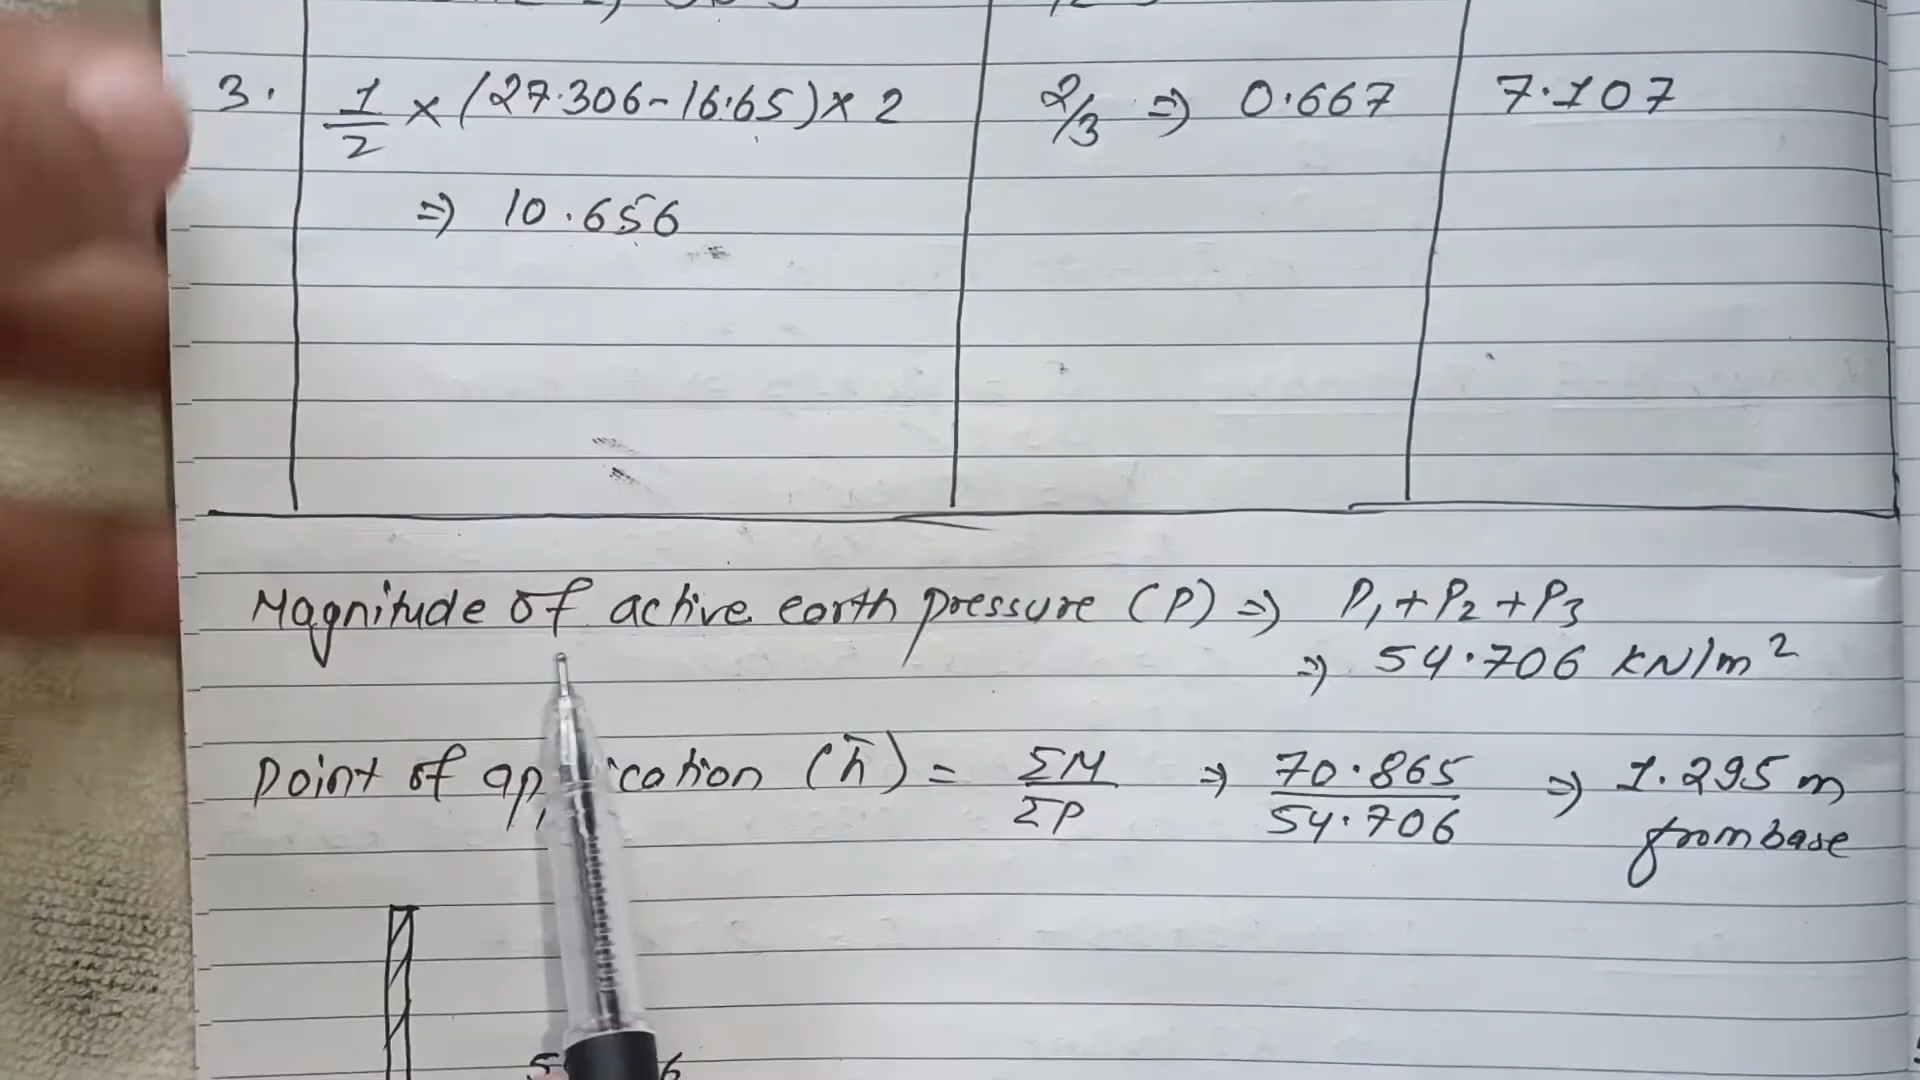 3. 1/2 × (27.306-16.65)× 2 2/3 ⇒ 0.667 7.107
⇒ 10.656
Magnitude of active earth pressure (P) ⇒ P1+P2+P3
⇒ 54.706 KN/m²
Point of (h̄) = ΣM/ΣP ⇒ 70.865/54.706 ⇒ 1.295 m
from base